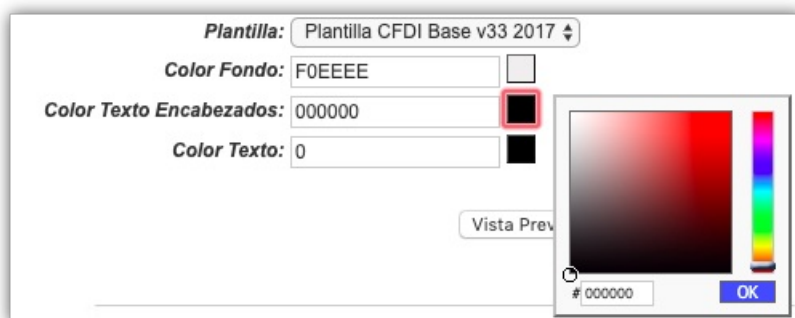 Plantilla: Plantilla CFDI Base v33 2017
Color Fondo: F0EEEE
Color Texto Encabezados: 000000
Color Texto: 0
Vista Prev
# 000000 OK